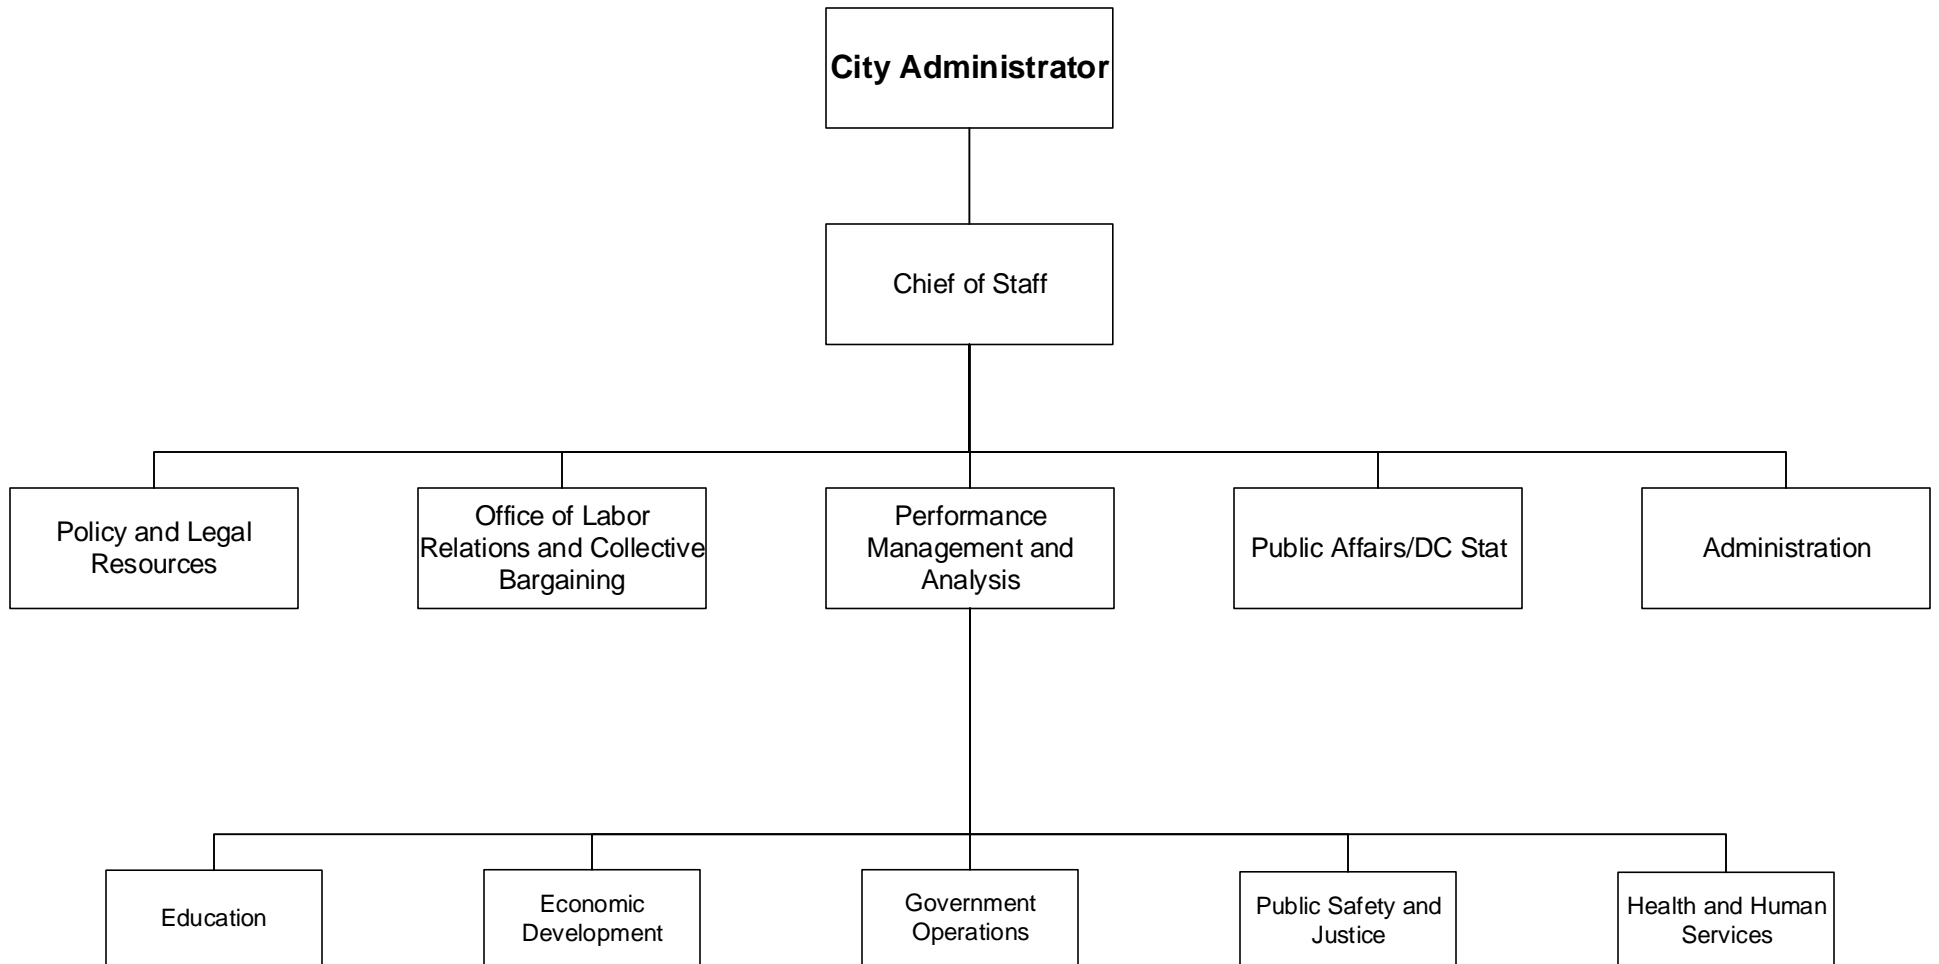 City Administrator
Chief of Staff
Policy and Legal
Resources
Office of Labor
Relations and Collective
Bargaining
Performance
Management and
Analysis
Public Affairs/DC Stat
Administration
Education
Economic
Development
Government
Operations
Public Safety and
Justice
Health and Human
Services